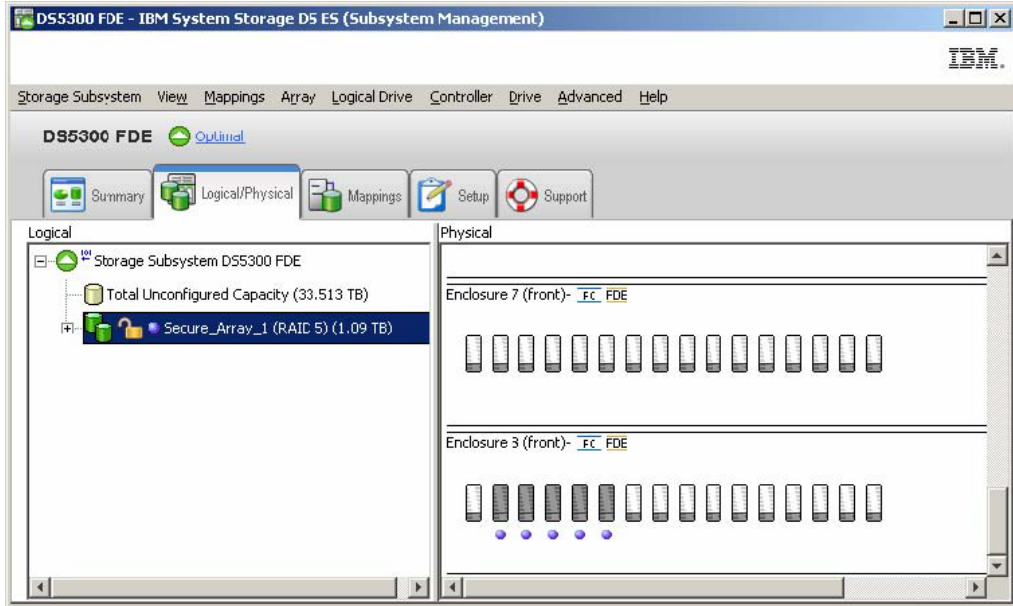 DS5300 FDE - IBM System Storage DS ES (Subsystem Management)
IBM.
Storage Subsystem View Mappings Array Logical Drive Controller Drive Advanced Help
DS5300 FDE Optimal
Summary Logical/Physical Mappings Setup Support
Logical
Storage Subsystem DS5300 FDE
Total Unconfigured Capacity (33.513 TB)
Secure_Array_1 (RAID 5) (1.09 TB)
Physical
Enclosure 7 (front)- FC FDE
Enclosure 3 (front)- FC FDE